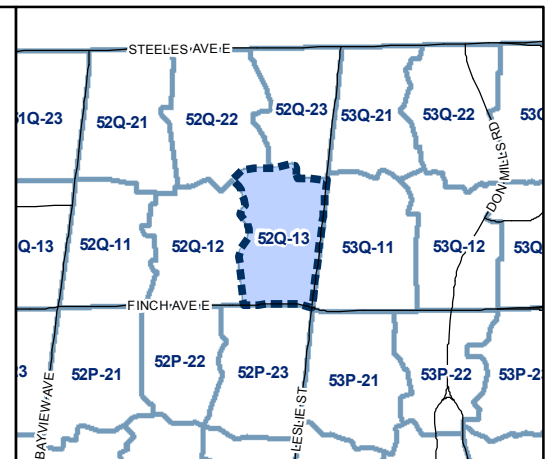 STEELES AVE E
1Q-23
52Q-21
52Q-22
52Q-23
53Q-21
53Q-22
53Q
DON MILLS RD
Q-13
52Q-11
52Q-12
52Q-13
53Q-11
53Q-12
53Q
FINCH AVE E
3
52P-21
52P-22
52P-23
53P-21
53P-22
53P-2
BAYVIEW AVE
LESLIE ST